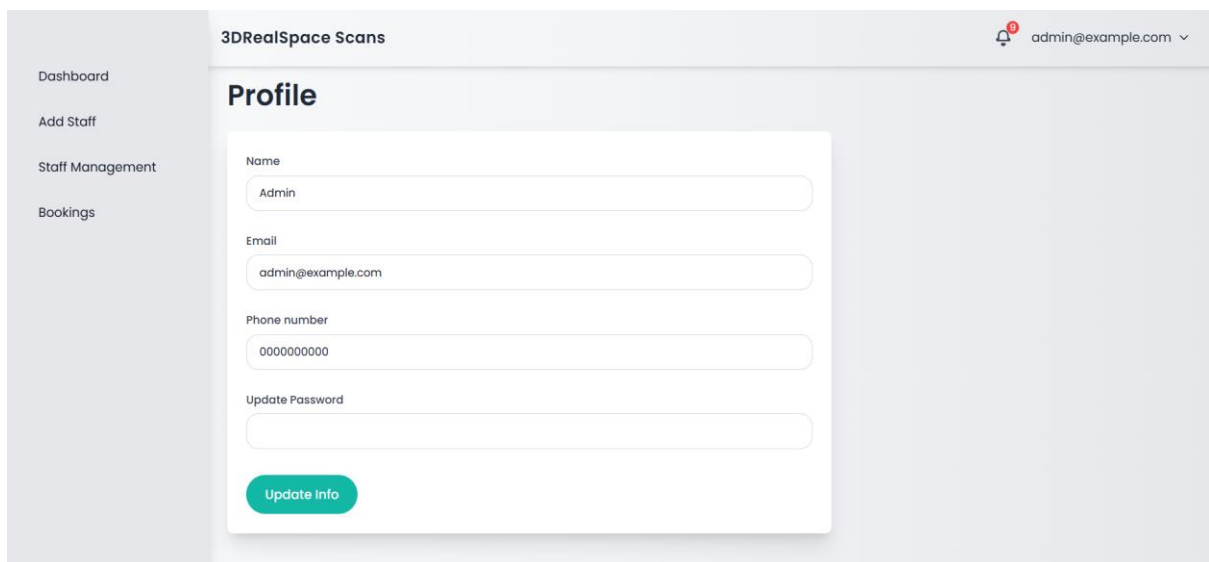 3DRealSpace Scans
9
admin@example.com
Dashboard
Add Staff
Staff Management
Bookings
Profile
Name
Admin
Email
admin@example.com
Phone number
0000000000
Update Password
Update Info